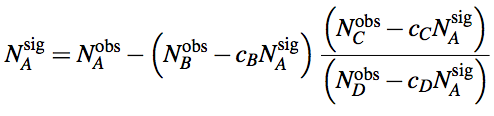 N_A^sig = N_A^obs − (N_B^obs − c_B N_A^sig) (N_C^obs − c_C N_A^sig) / (N_D^obs − c_D N_A^sig)